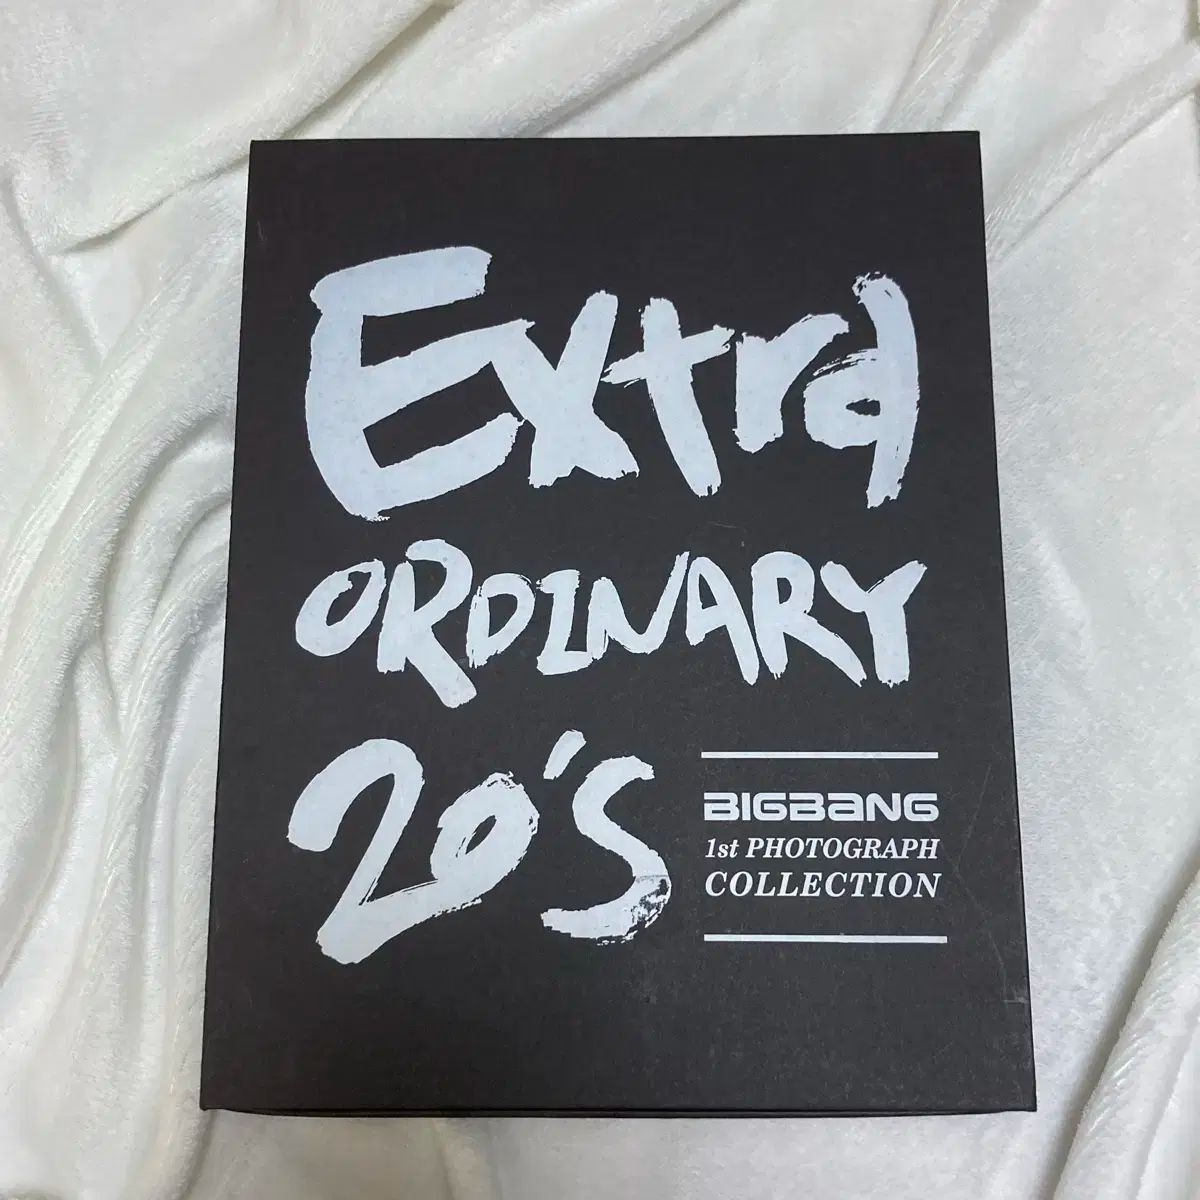 Extra
ORDINARY
20'S
BIGBANG
1st PHOTOGRAPH
COLLECTION